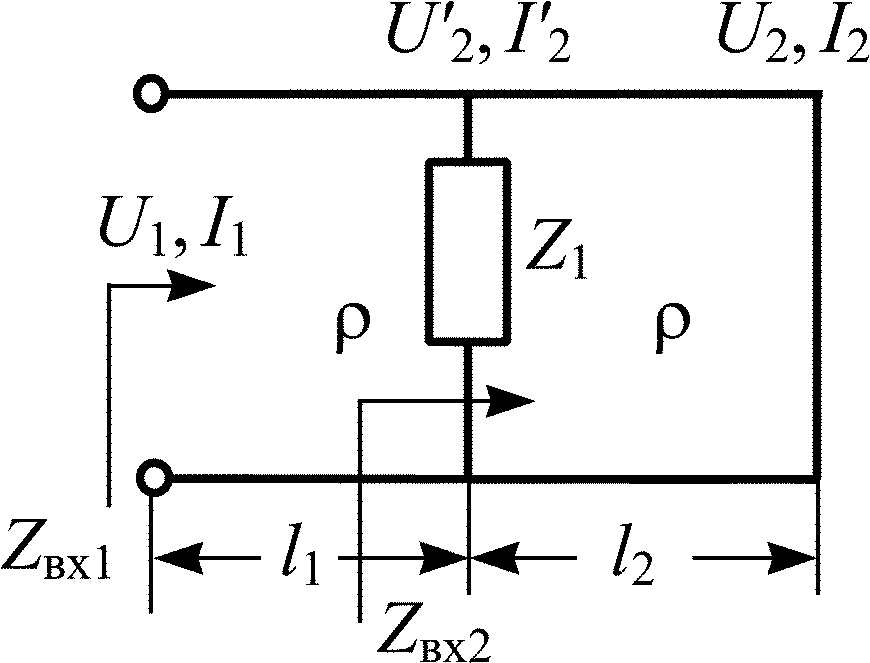 U'₂, I'₂ U₂, I₂
U₁, I₁
Z₁
ρ ρ
Zвх1 l₁ l₂
Zвх2